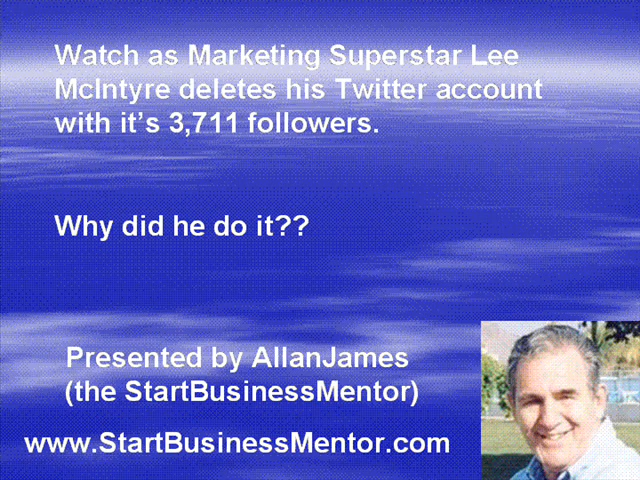 Watch as Marketing Superstar Lee
McIntyre deletes his Twitter account
with it's 3,711 followers.
Why did he do it??
Presented by AllanJames
(the StartBusinessMentor)
www.StartBusinessMentor.com